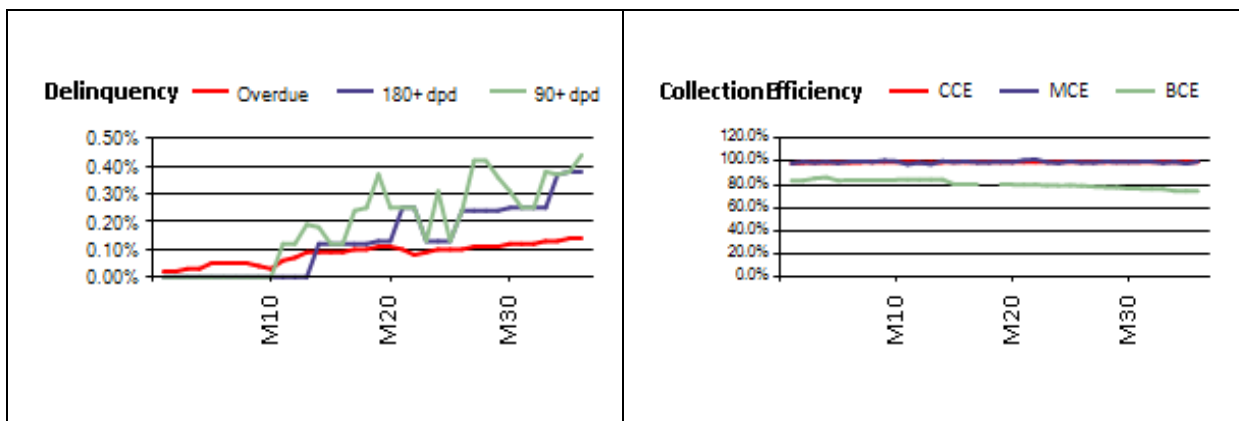 Delinquency Overdue 180+ dpd 90+ dpd
0.50%
0.40%
0.30%
0.20%
0.10%
0.00%
M10
M20
M30
Collection Efficiency CCE MCE BCE
120.0%
100.0%
80.0%
60.0%
40.0%
20.0%
0.0%
M10
M20
M30